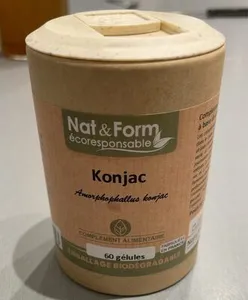 Nat & Form
écoresponsable
Konjac
Amorphophallus konjac
COMPLÉMENT ALIMENTAIRE
60 gélules
EMBALLAGE BIODÉGRADABLE